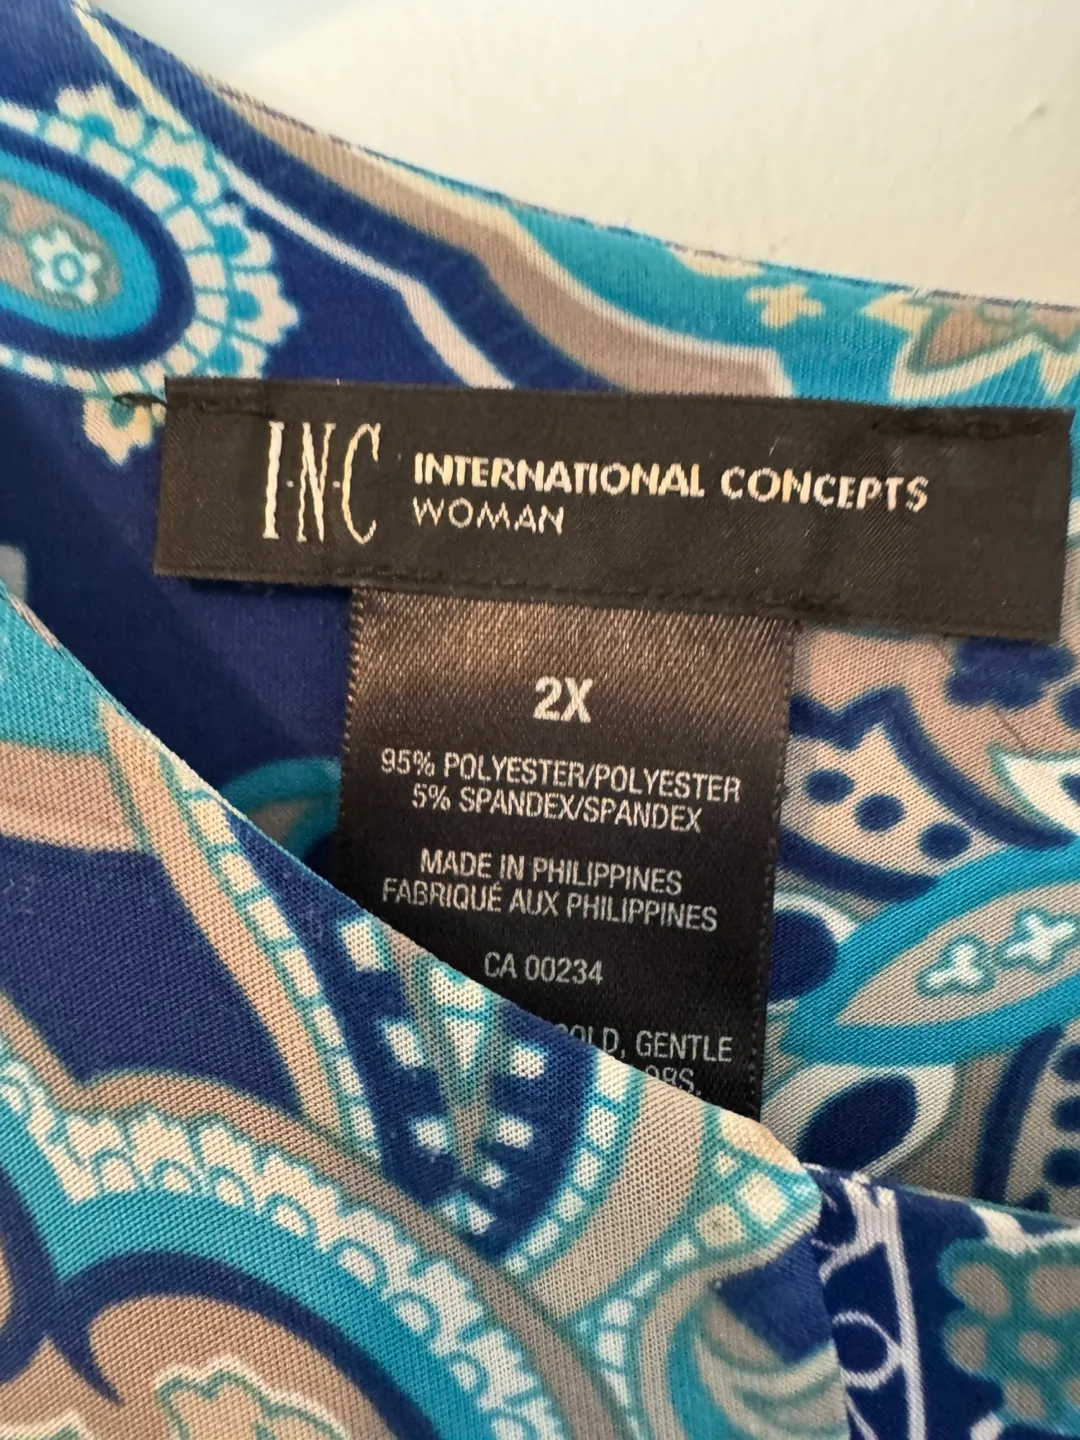 I·N·C INTERNATIONAL CONCEPTS
WOMAN
2X
95% POLYESTER/POLYESTER
5% SPANDEX/SPANDEX
MADE IN PHILIPPINES
FABRIQUÉ AUX PHILIPPINES
CA 00234
GENTLE